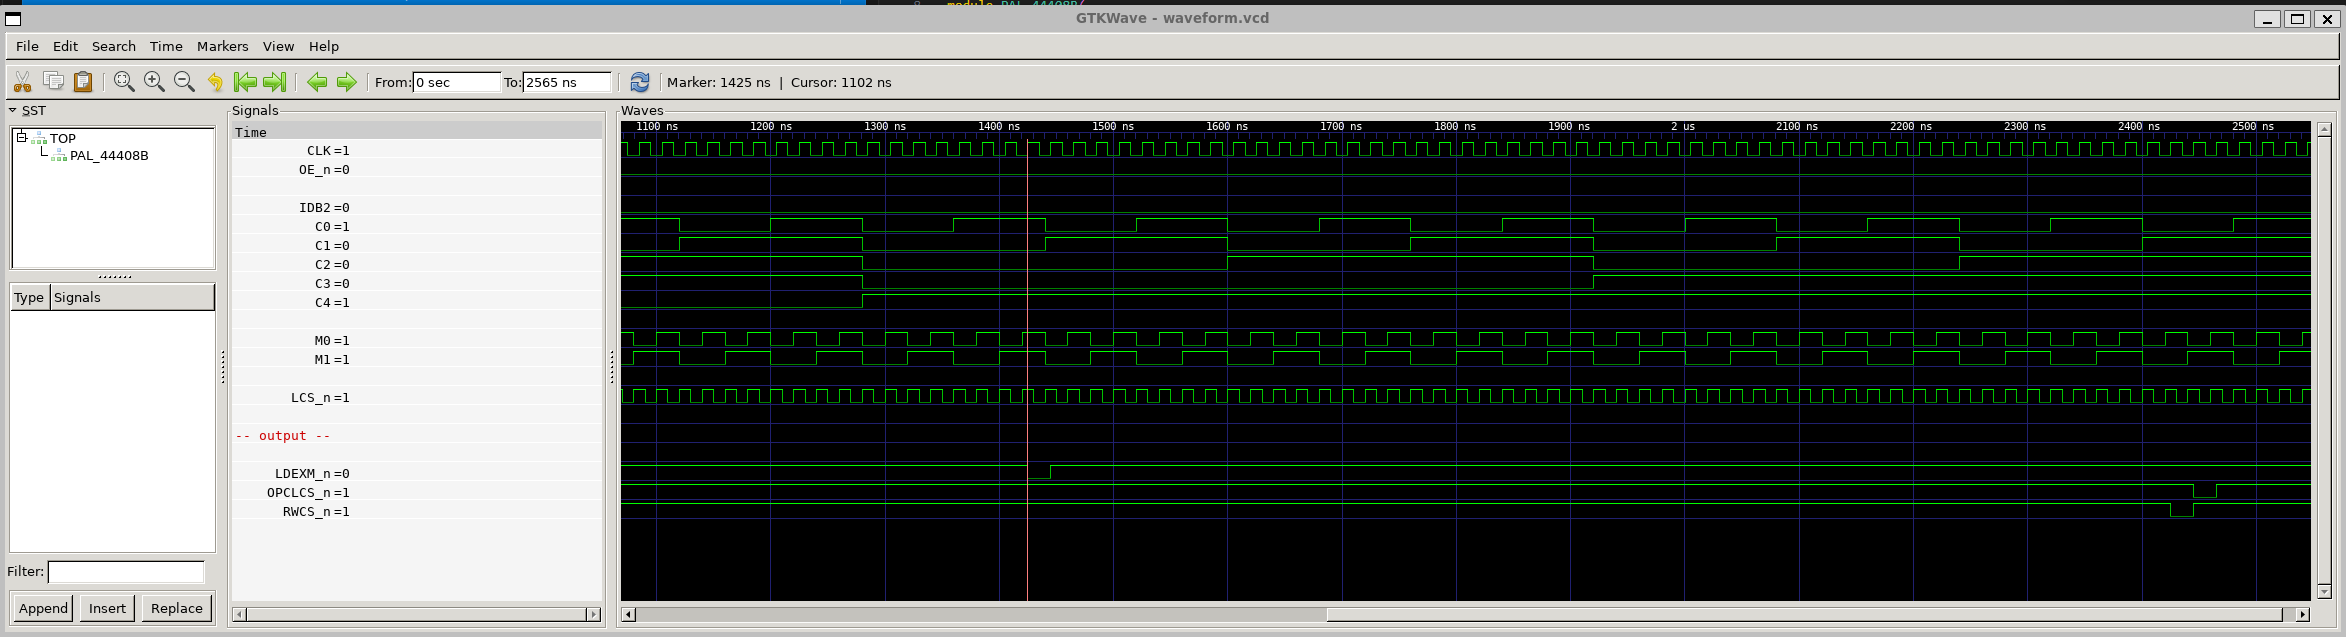 8 module PAL_44408B(
GTKWave - waveform.vcd
File Edit Search Time Markers View Help
From: 0 sec To: 2565 ns Marker: 1425 ns | Cursor: 1102 ns
SST
TOP
PAL_44408B
Type Signals
Filter:
Append Insert Replace
Signals
Time
CLK =1
OE_n =0
IDB2 =0
C0 =1
C1 =0
C2 =0
C3 =0
C4 =1
M0 =1
M1 =1
LCS_n =1
-- output --
LDEXM_n =0
OPCLCS_n =1
RWCS_n =1
Waves
1100 ns 1200 ns 1300 ns 1400 ns 1500 ns 1600 ns 1700 ns 1800 ns 1900 ns 2 us 2100 ns 2200 ns 2300 ns 2400 ns 2500 ns